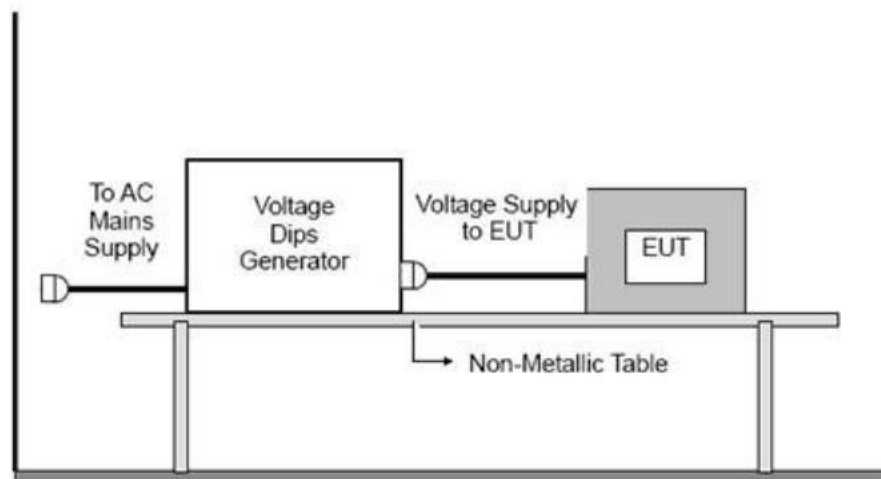 To AC
Mains
Supply
Voltage
Dips
Generator
Voltage Supply
to EUT
EUT
Non-Metallic Table